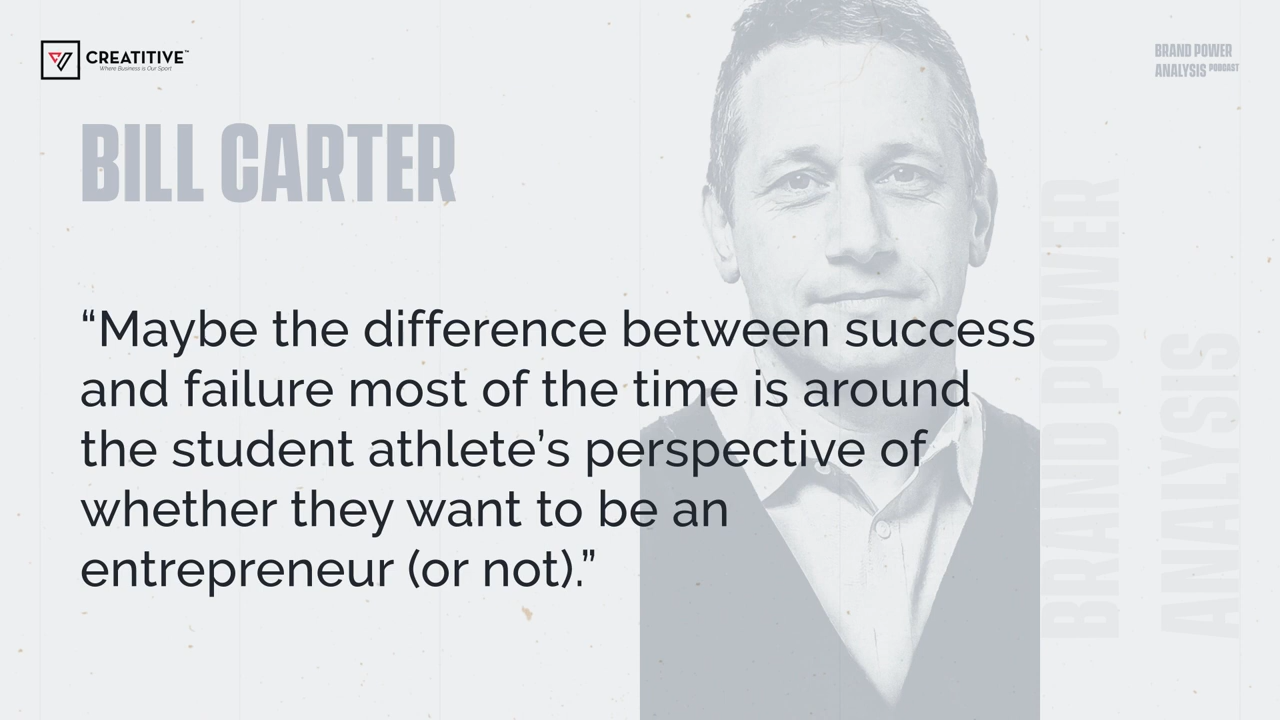 CREATITIVE™
Where Business is Our Sport
BRAND POWER
ANALYSIS PODCAST
BILL CARTER
“Maybe the difference between success
and failure most of the time is around
the student athlete’s perspective of
whether they want to be an
entrepreneur (or not).”
BRAND POWER
ANALYSIS